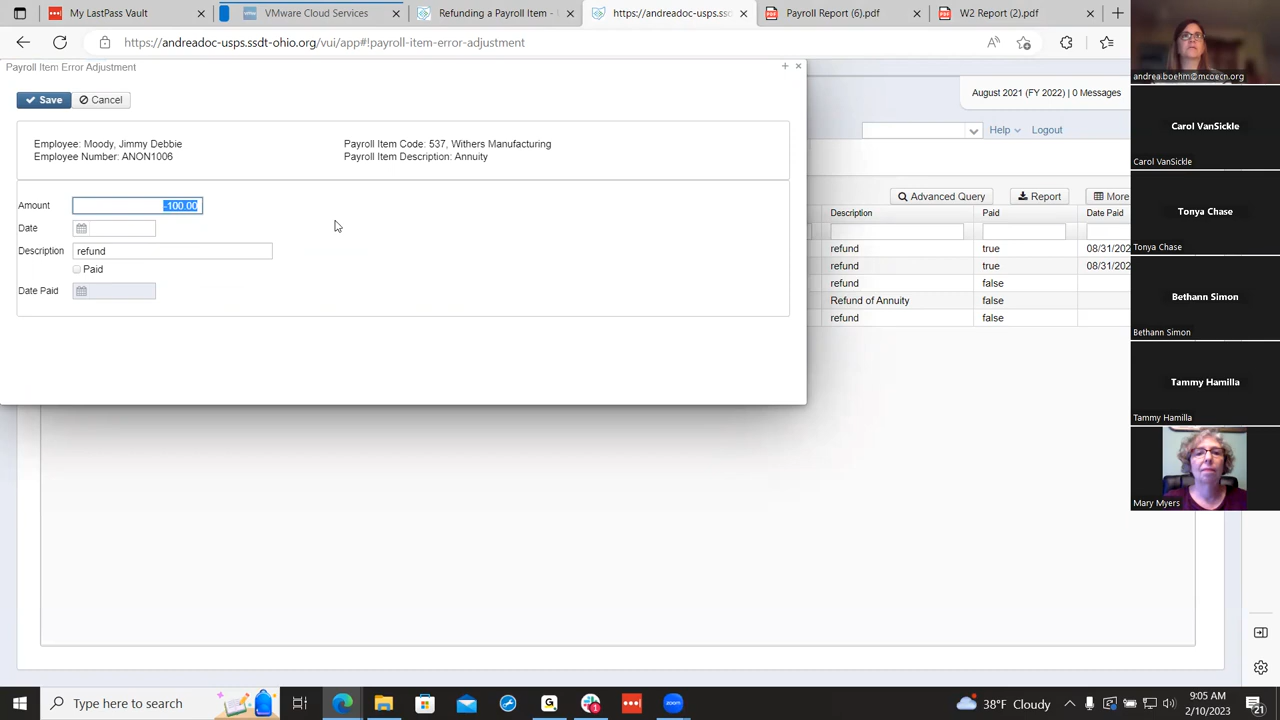 My LastPass Vault
VMware Cloud Services
Refunding a Payroll Item -
https://andreadoc-usps.sso
Payroll Report (6).pdf
W2 Report (2).pdf
https://andreadoc-usps.ssdt-ohio.org/vui/app#!payroll-item-error-adjustment
Payroll Item Error Adjustment
Save
Cancel
August 2021 (FY 2022) | 0 Messages
Help
Logout
Employee: Moody, Jimmy Debbie
Payroll Item Code: 537, Withers Manufacturing
Employee Number: ANON1006
Payroll Item Description: Annuity
Amount -100.00
Date
Description refund
Paid
Date Paid
Advanced Query
Report
More
Description Paid Date Paid
refund true 08/31/202
refund true 08/31/202
refund false
Refund of Annuity false
refund false
andrea.boehm@mcoecn.org
Carol VanSickle
Carol VanSickle
Tonya Chase
Tonya Chase
Bethann Simon
Bethann Simon
Tammy Hamilla
Tammy Hamilla
Mary Myers
Type here to search
38°F Cloudy
9:05 AM
2/10/2023
21